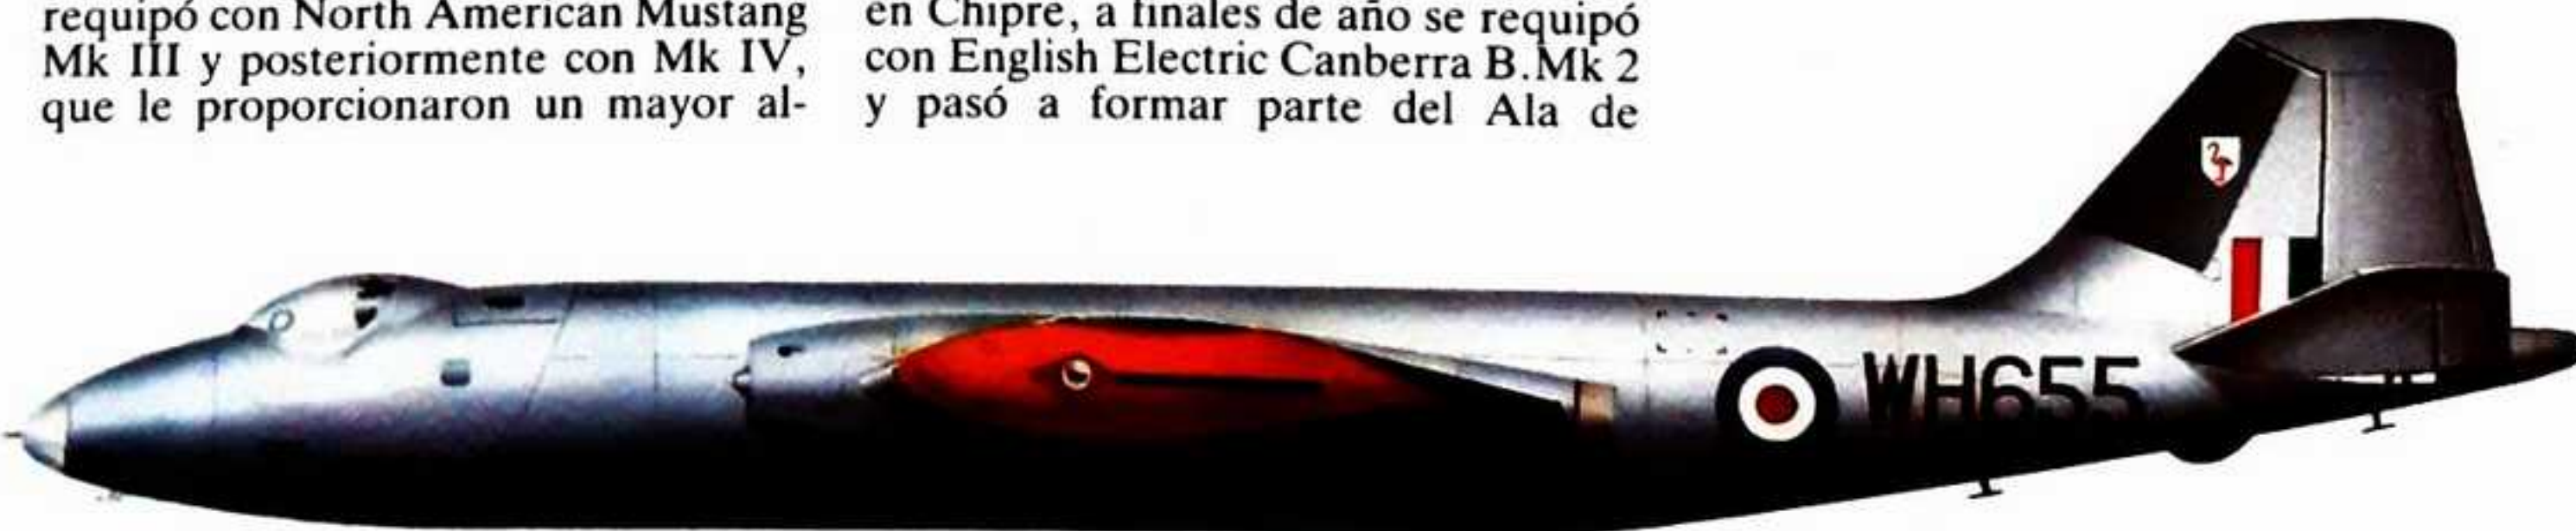 requipó con North American Mustang
Mk III y posteriormente con Mk IV,
que le proporcionaron un mayor al-
en Chipre, a finales de año se requipó
con English Electric Canberra B.Mk 2
y pasó a formar parte del Ala de
WH655